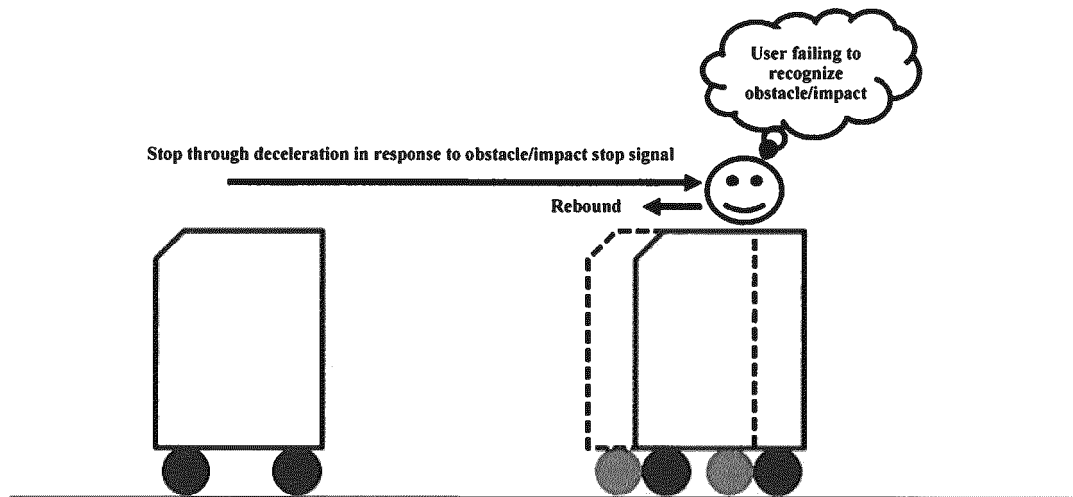 User failing to
recognize
obstacle/impact
Stop through deceleration in response to obstacle/impact stop signal
Rebound